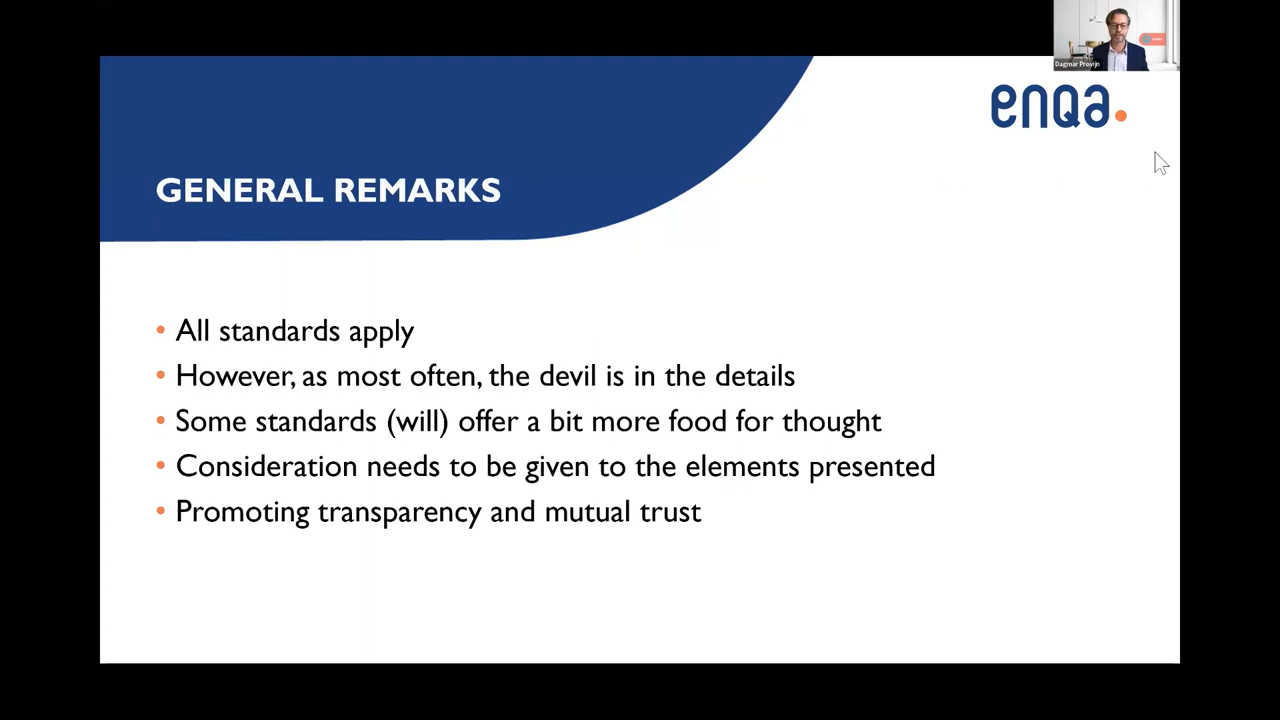 Dagmar Provijn
enqa.
GENERAL REMARKS
• All standards apply
• However, as most often, the devil is in the details
• Some standards (will) offer a bit more food for thought
• Consideration needs to be given to the elements presented
• Promoting transparency and mutual trust